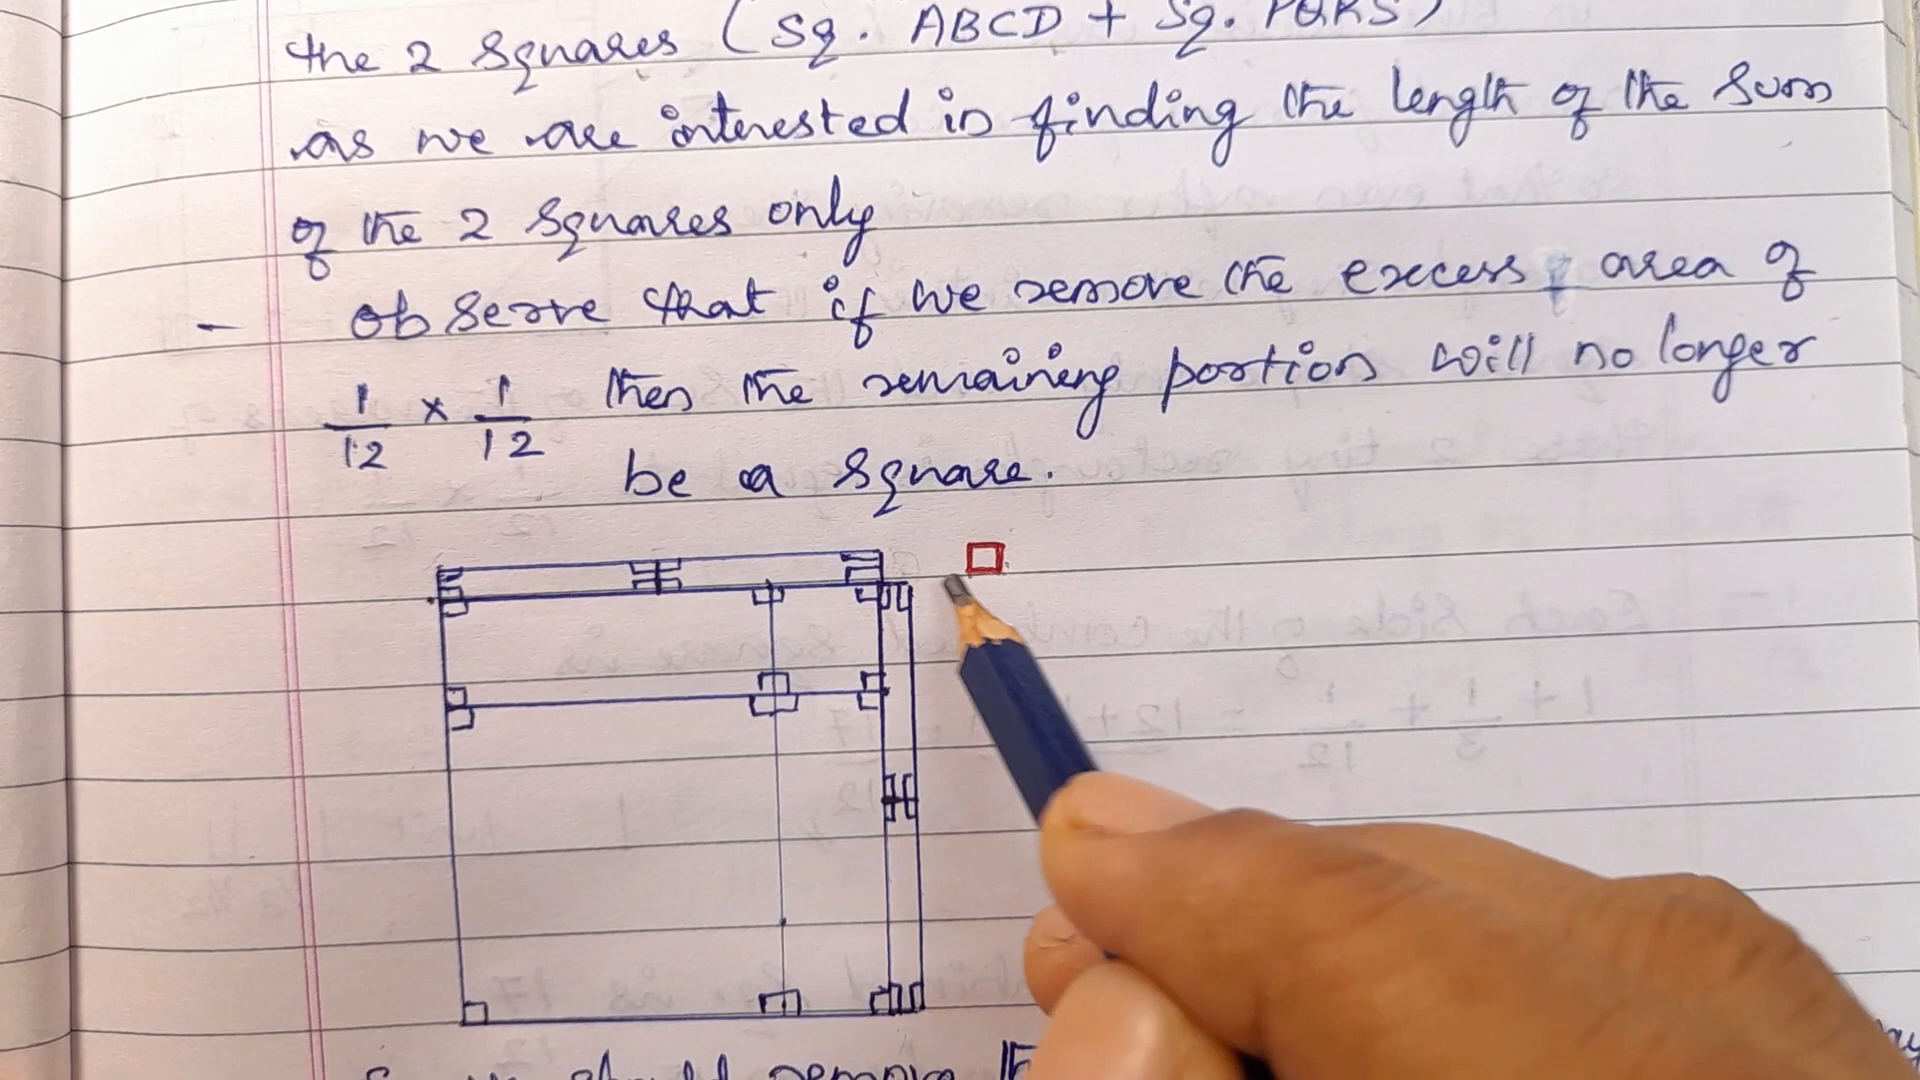 the 2 squares (Sq. ABCD + Sq. PQRS)
as we are interested in finding the length of the sum
of the 2 squares only
- observe that if we remove the excess area of
1/12 × 1/12 then the remaining portion will no longer
be a square.
should remove